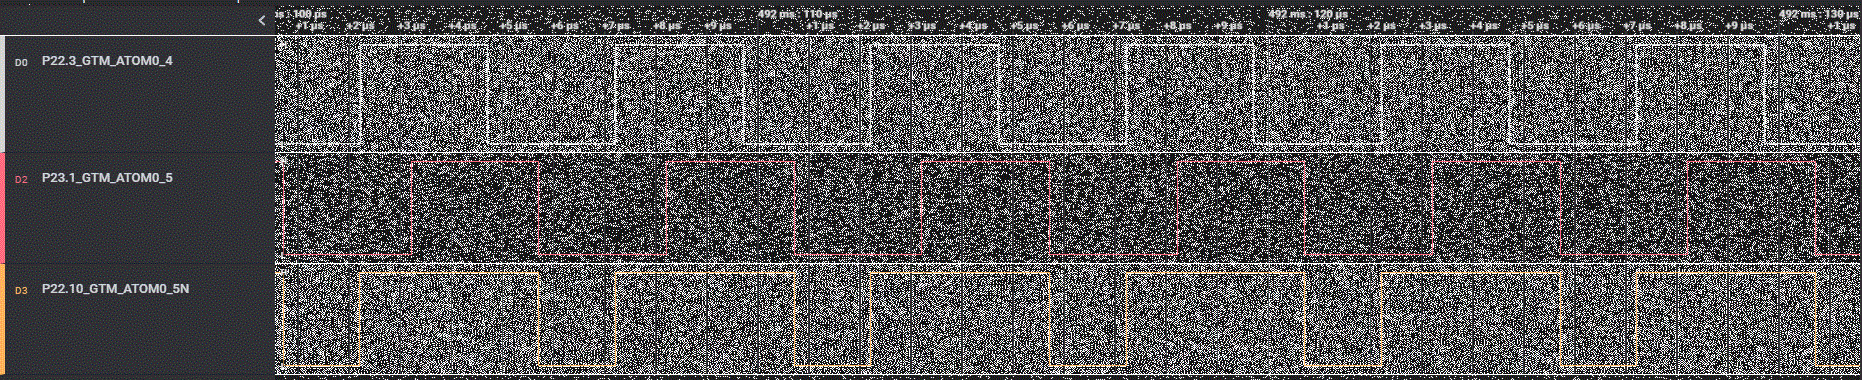 s : 100 µs 492 ms : 110 µs 492 ms : 120 µs 492 ms : 130 µs
+1 µs +2 µs +3 µs +4 µs +5 µs +6 µs +7 µs +8 µs +9 µs +1 µs +2 µs +3 µs +4 µs +5 µs +6 µs +7 µs +8 µs +9 µs +1 µs +2 µs +3 µs +4 µs +5 µs +6 µs +7 µs +8 µs +9 µs +1 µs
D0 P22.3_GTM_ATOM0_4
D2 P23.1_GTM_ATOM0_5
D3 P22.10_GTM_ATOM0_5N